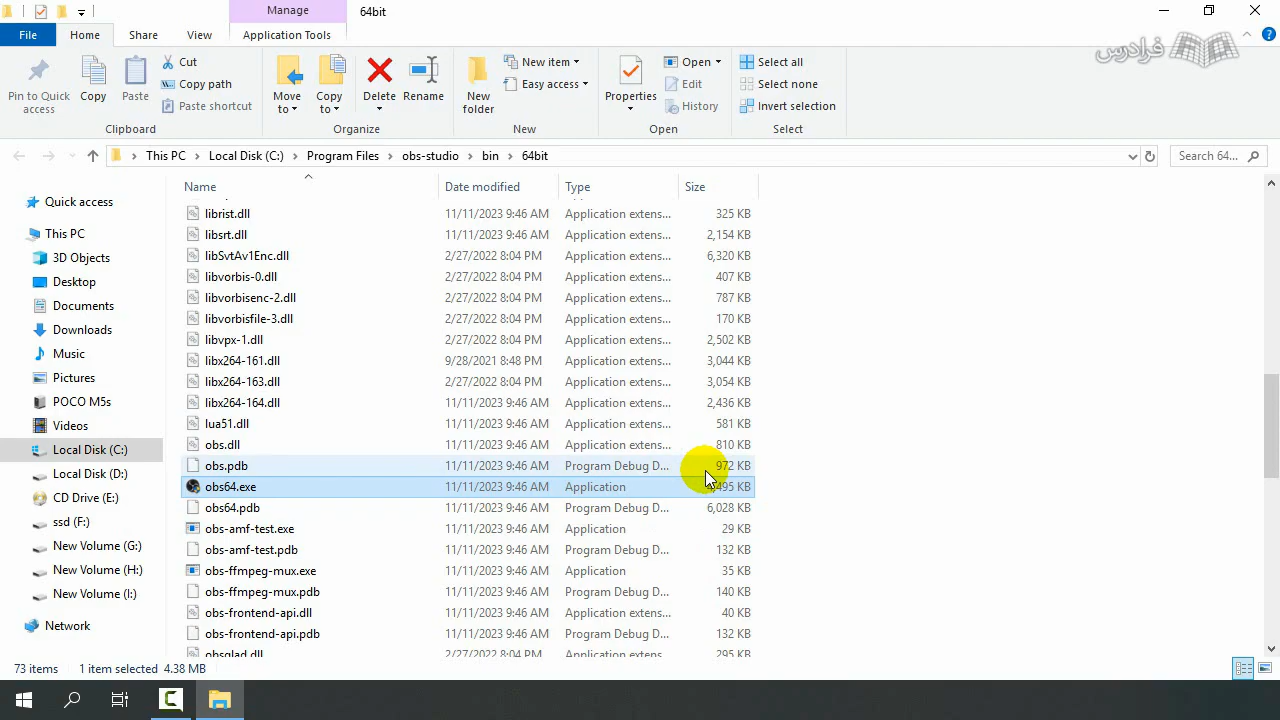 Manage
64bit
File
Home
Share
View
Application Tools
فرادرس
Pin to Quick access
Copy
Paste
Cut
Copy path
Paste shortcut
Move to
Copy to
Delete
Rename
New folder
New item
Easy access
Properties
Open
Edit
History
Select all
Select none
Invert selection
Clipboard
Organize
New
Open
Select
This PC
Local Disk (C:)
Program Files
obs-studio
bin
64bit
Search 64...
Quick access
This PC
3D Objects
Desktop
Documents
Downloads
Music
Pictures
POCO M5s
Videos
Local Disk (C:)
Local Disk (D:)
CD Drive (E:)
ssd (F:)
New Volume (G:)
New Volume (H:)
New Volume (I:)
Network
Name Date modified Type Size
librist.dll 11/11/2023 9:46 AM Application extens... 325 KB
libsrt.dll 11/11/2023 9:46 AM Application extens... 2,154 KB
libSvtAv1Enc.dll 2/27/2022 8:04 PM Application extens... 6,320 KB
libvorbis-0.dll 2/27/2022 8:04 PM Application extens... 407 KB
libvorbisenc-2.dll 2/27/2022 8:04 PM Application extens... 787 KB
libvorbisfile-3.dll 2/27/2022 8:04 PM Application extens... 170 KB
libvpx-1.dll 2/27/2022 8:04 PM Application extens... 2,502 KB
libx264-161.dll 9/28/2021 8:48 PM Application extens... 3,044 KB
libx264-163.dll 2/27/2022 8:04 PM Application extens... 3,054 KB
libx264-164.dll 11/11/2023 9:46 AM Application extens... 2,436 KB
lua51.dll 11/11/2023 9:46 AM Application extens... 581 KB
obs.dll 11/11/2023 9:46 AM Application extens... 810 KB
obs.pdb 11/11/2023 9:46 AM Program Debug D... 972 KB
obs64.exe 11/11/2023 9:46 AM Application KB
obs64.pdb 11/11/2023 9:46 AM Program Debug D... 6,028 KB
obs-amf-test.exe 11/11/2023 9:46 AM Application 29 KB
obs-amf-test.pdb 11/11/2023 9:46 AM Program Debug D... 132 KB
obs-ffmpeg-mux.exe 11/11/2023 9:46 AM Application 35 KB
obs-ffmpeg-mux.pdb 11/11/2023 9:46 AM Program Debug D... 140 KB
obs-frontend-api.dll 11/11/2023 9:46 AM Application extens... 40 KB
obs-frontend-api.pdb 11/11/2023 9:46 AM Program Debug D... 132 KB
obsglad.dll 2/27/2022 8:04 PM Application extens... 295 KB
73 items 1 item selected 4.38 MB